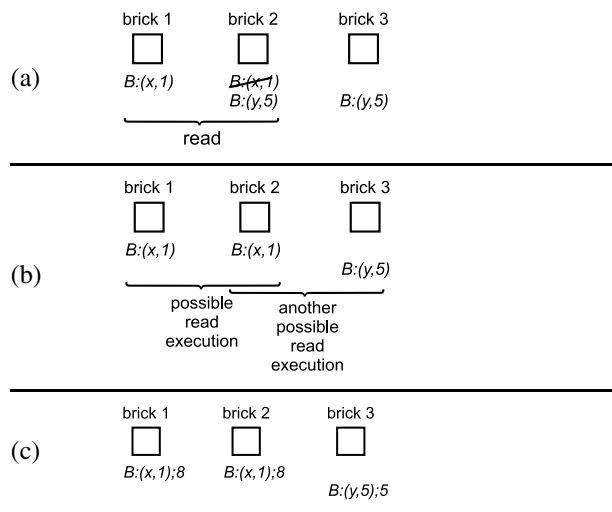 brick 1 brick 2 brick 3
(a)
B:(x,1) B:(x,1)
B:(y,5) B:(y,5)
read
brick 1 brick 2 brick 3
(b)
B:(x,1) B:(x,1)
B:(y,5)
possible
read
execution
another
possible
read
execution
brick 1 brick 2 brick 3
(c)
B:(x,1);8 B:(x,1);8
B:(y,5);5